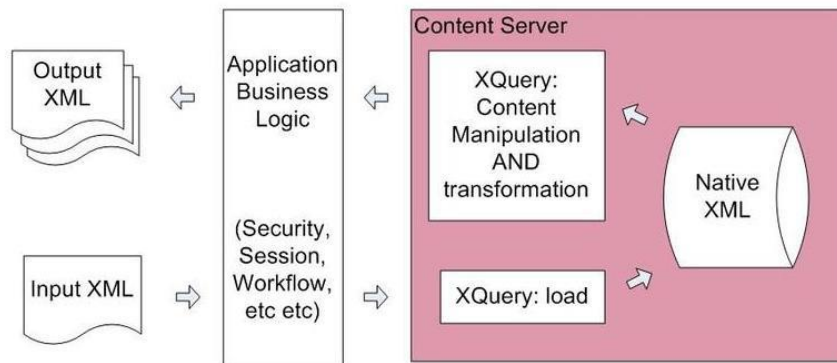 Content Server
Output
XML
Application
Business
Logic
XQuery:
Content
Manipulation
AND
transformation
Native
XML
(Security,
Session,
Workflow,
etc etc)
Input XML
XQuery: load